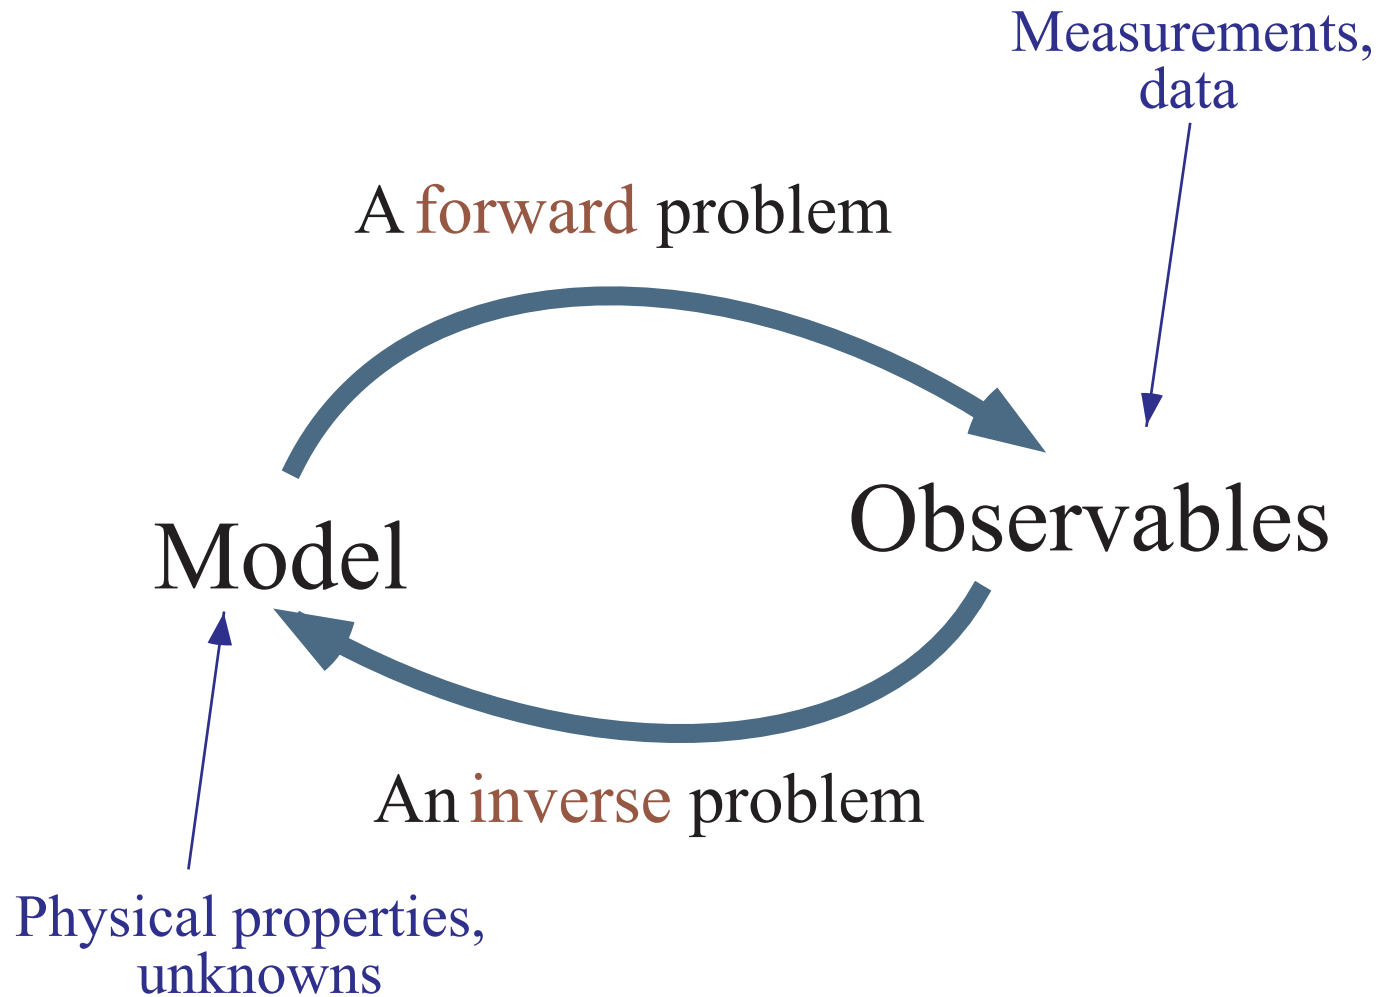 Measurements,
data
A forward problem
Observables
Model
An inverse problem
Physical properties,
unknowns